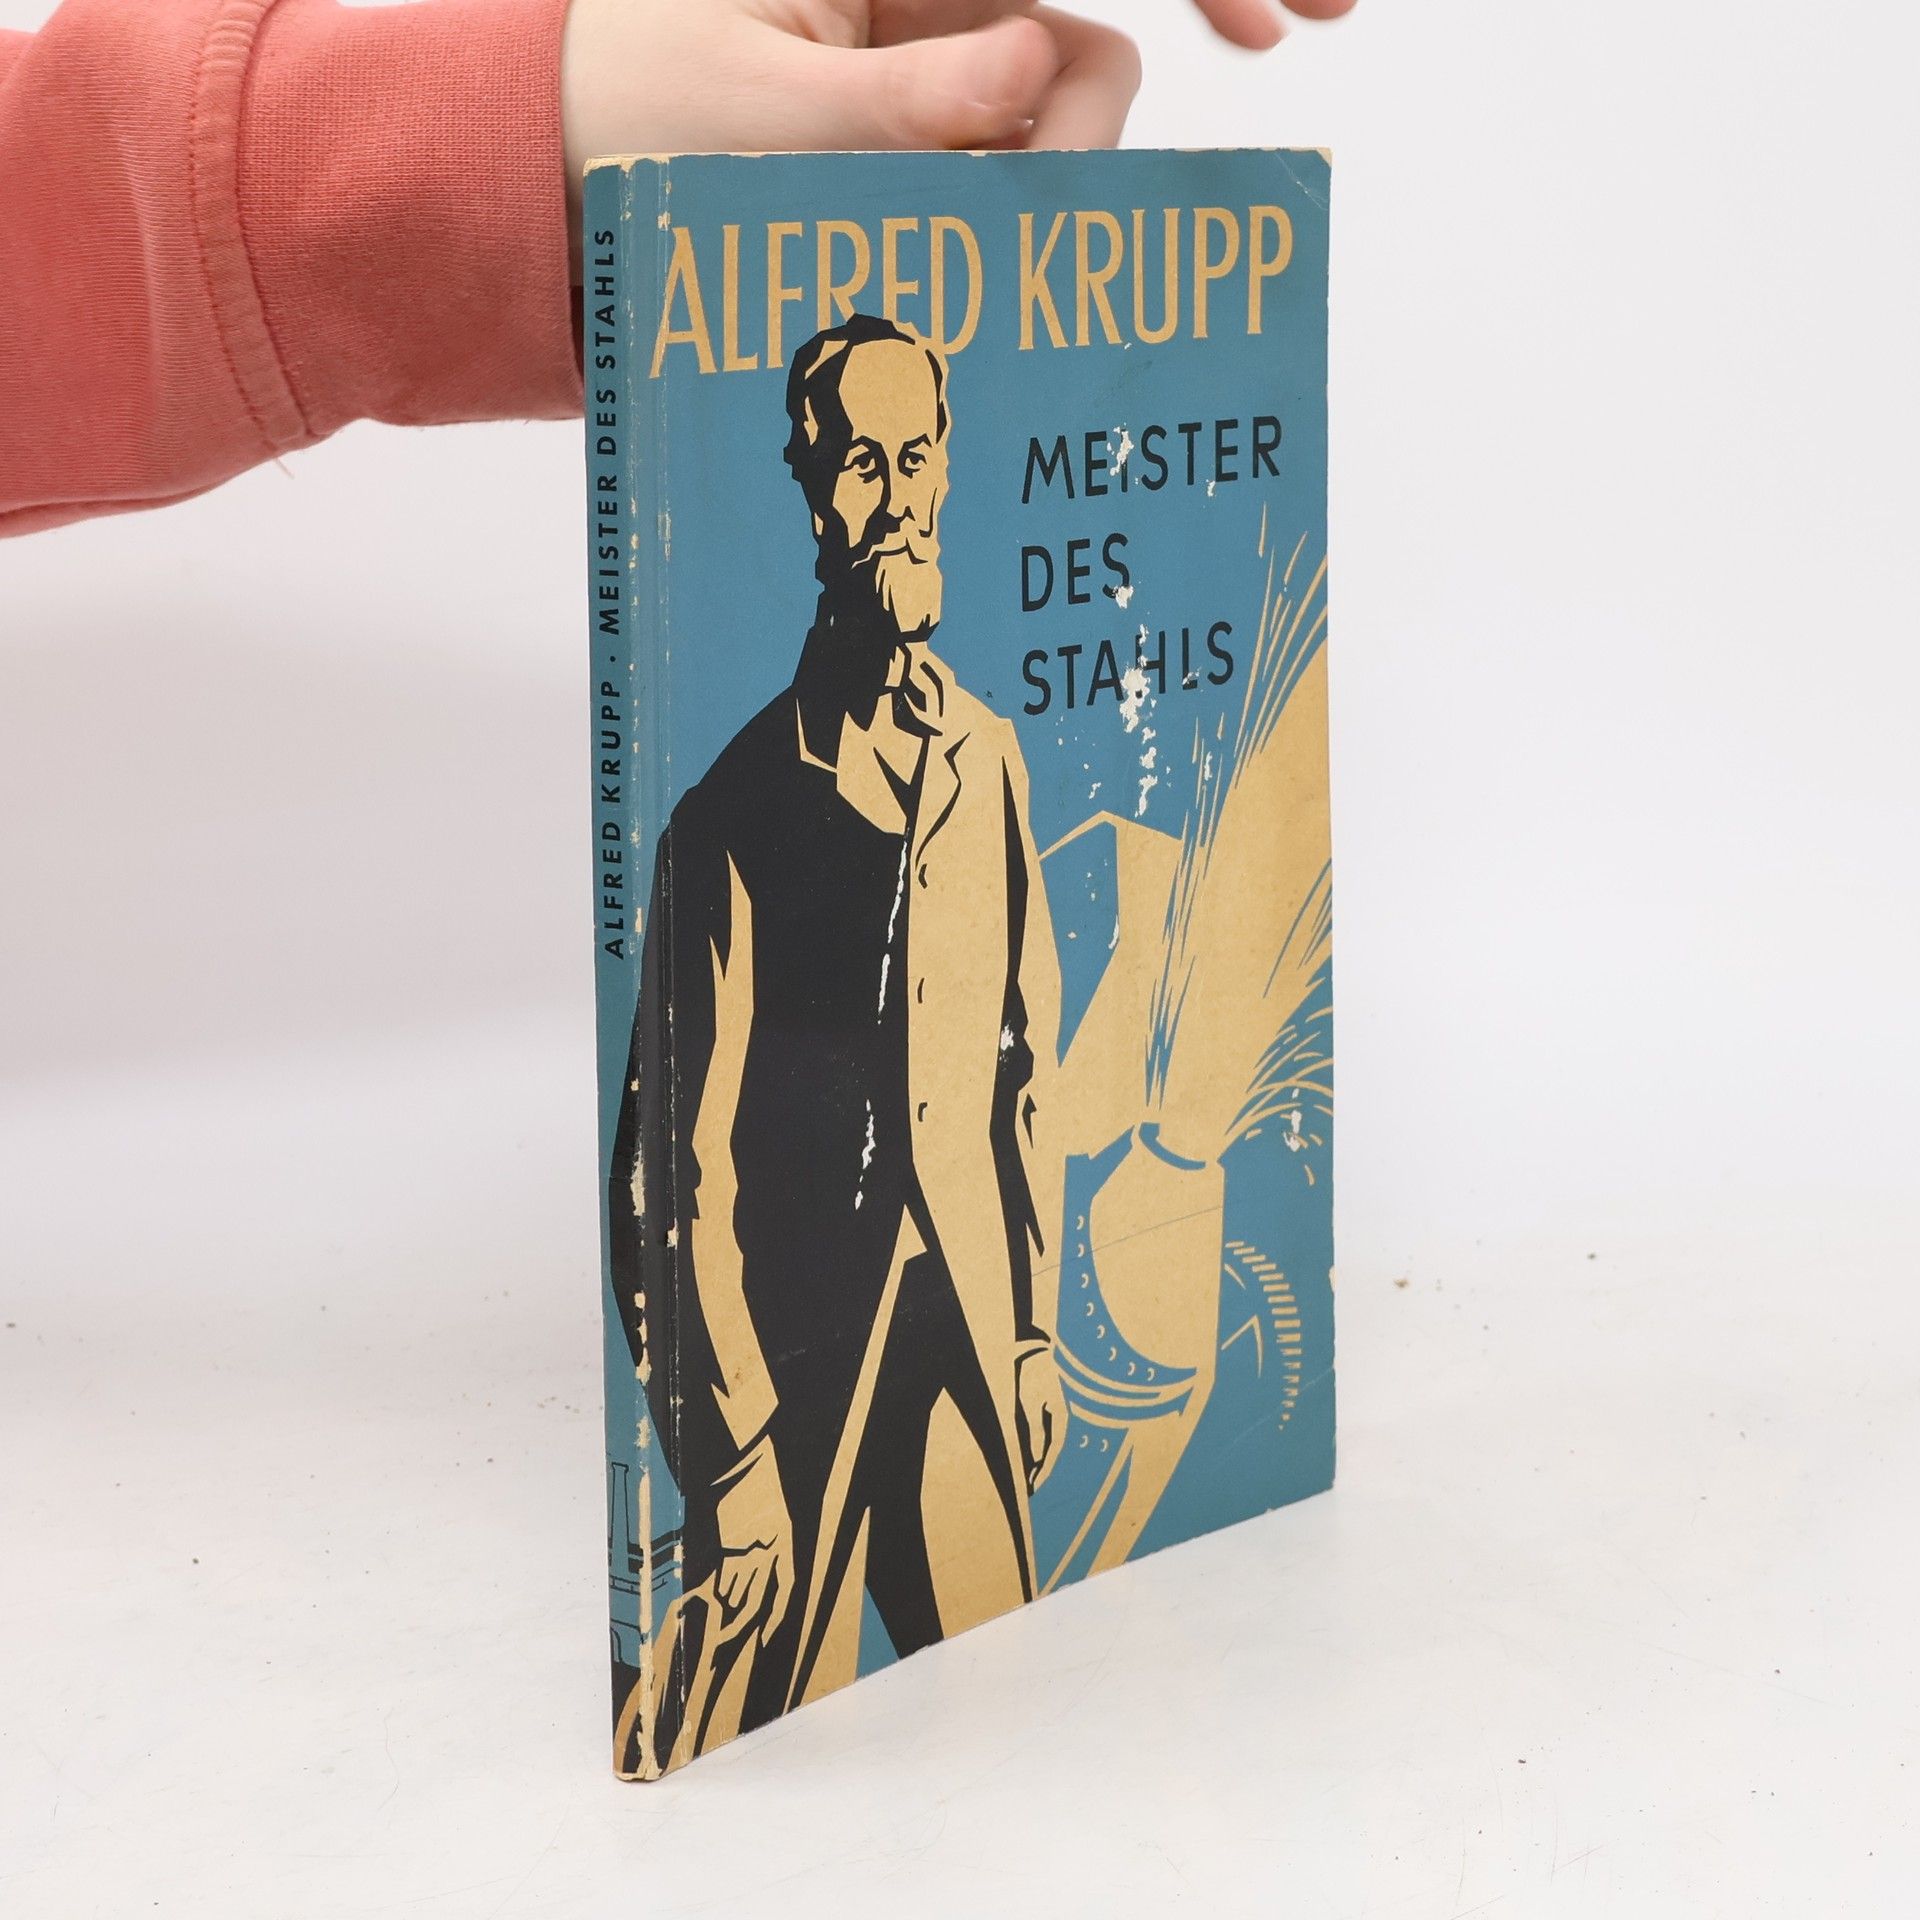 ALFRED KRUPP
MEISTER
DES
STAHLS
ALFRED KRUPP · MEISTER DES STAHLS